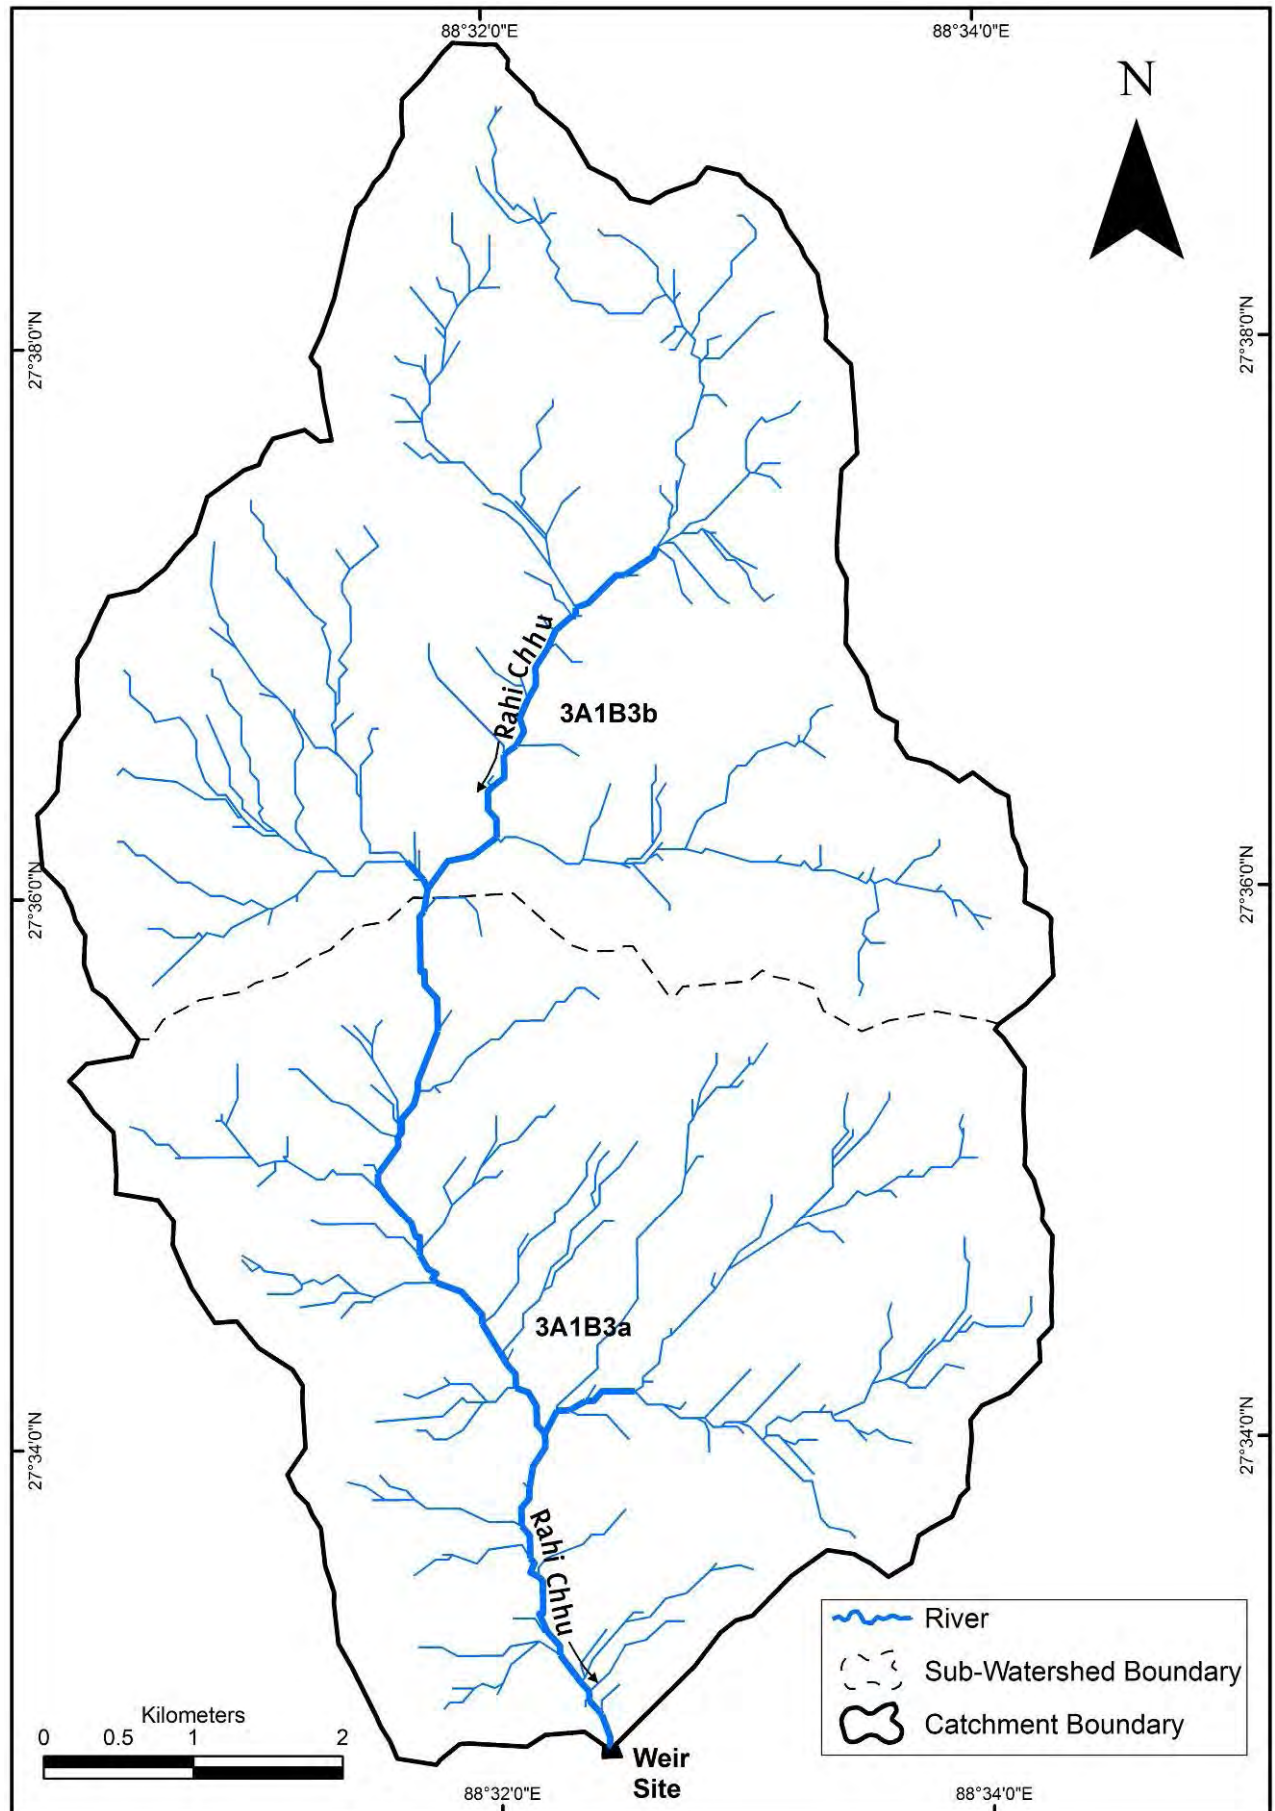 88°32'0"E
88°34'0"E
N
27°38'0"N
27°38'0"N
Rahi Chhu
3A1B3b
27°36'0"N
27°36'0"N
3A1B3a
27°34'0"N
27°34'0"N
Rahi Chhu
River
Sub-Watershed Boundary
Catchment Boundary
Kilometers
0 0.5 1 2
Weir
Site
88°32'0"E
88°34'0"E